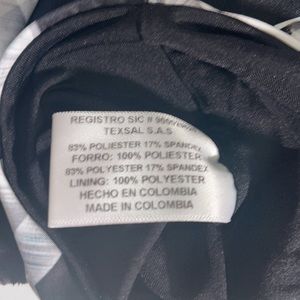 REGISTRO SIC #
TEXSAL S.A.S
83% POLIESTER 17% SPANDEX
FORRO: 100% POLIESTER
83% POLYESTER 17% SPANDEX
LINING: 100% POLYESTER
HECHO EN COLOMBIA
MADE IN COLOMBIA